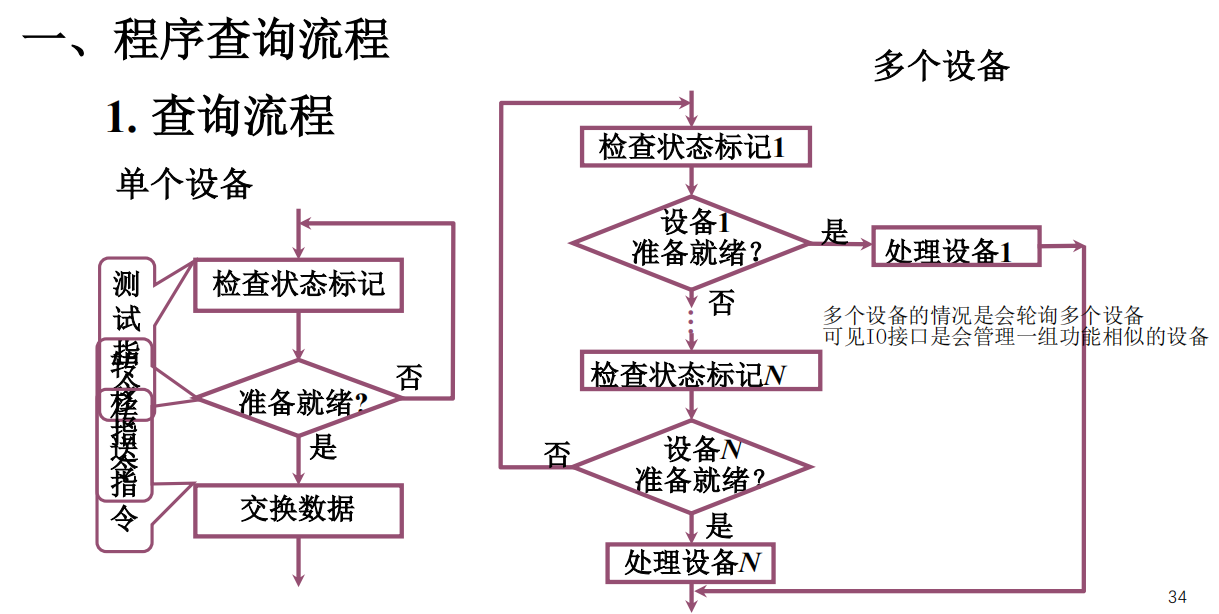 一、程序查询流程
1. 查询流程
单个设备
检查状态标记
准备就绪?
否
是
交换数据
测
试
指
令
转
移
指
令
传
送
指
令
多个设备
检查状态标记1
设备1
准备就绪?
是
处理设备1
否
多个设备的情况是会轮询多个设备
可见IO接口是会管理一组功能相似的设备
检查状态标记N
设备N
准备就绪?
否
是
处理设备N
34